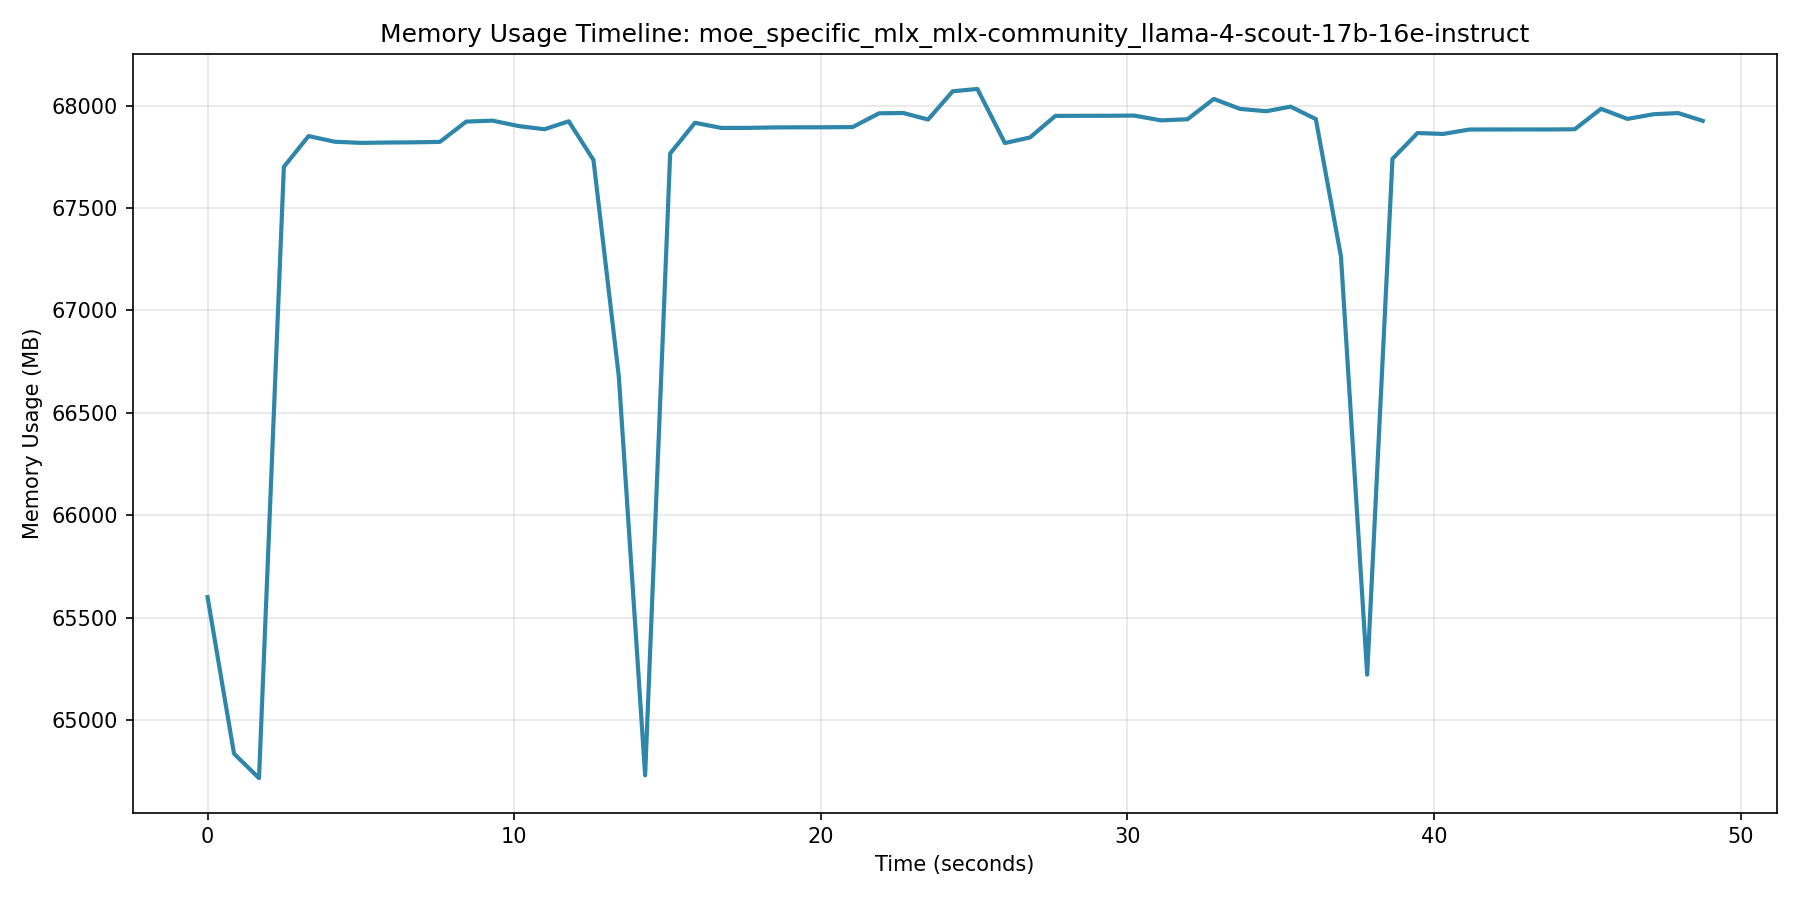 Memory Usage Timeline: moe_specific_mlx_mlx-community_llama-4-scout-17b-16e-instruct
Memory Usage (MB)
68000
67500
67000
66500
66000
65500
65000
0 10 20 30 40 50
Time (seconds)